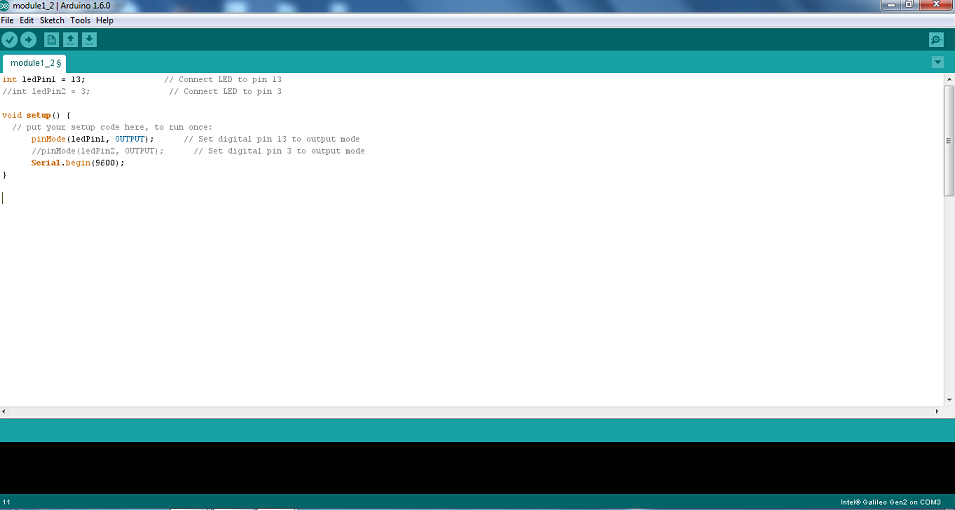 module1_2 | Arduino 1.6.0
File Edit Sketch Tools Help
module1_2 §
int ledPin1 = 13; // Connect LED to pin 13
//int ledPin2 = 3; // Connect LED to pin 3
void setup() {
// put your setup code here, to run once:
pinMode(ledPin1, OUTPUT); // Set digital pin 13 to output mode
//pinMode(ledPin2, OUTPUT); // Set digital pin 3 to output mode
Serial.begin(9600);
}
11 Intel® Galileo Gen2 on COM3